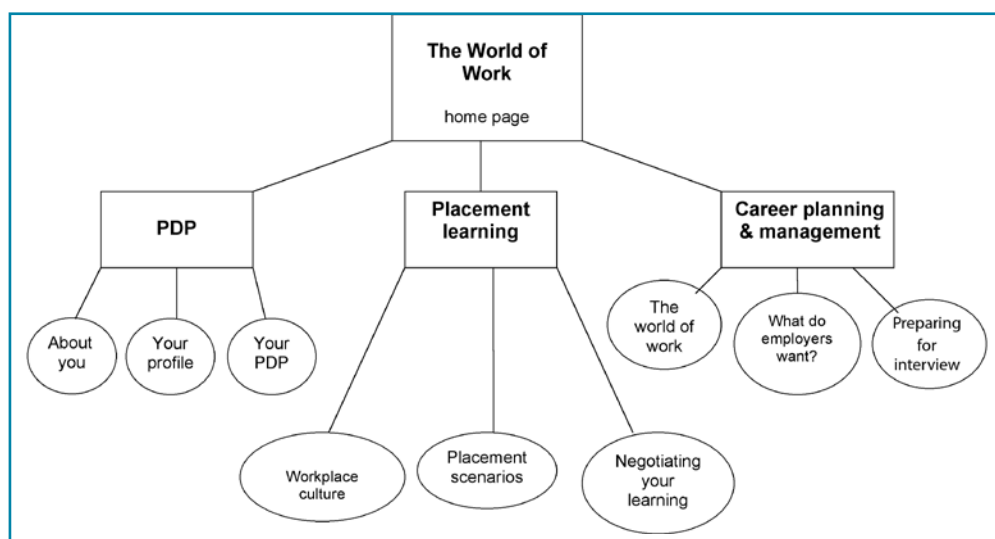 The World of
Work
home page
PDP
Placement
learning
Career planning
& management
About
you
Your
profile
Your
PDP
The
world of
work
What do
employers
want?
Preparing
for
interview
Workplace
culture
Placement
scenarios
Negotiating
your
learning